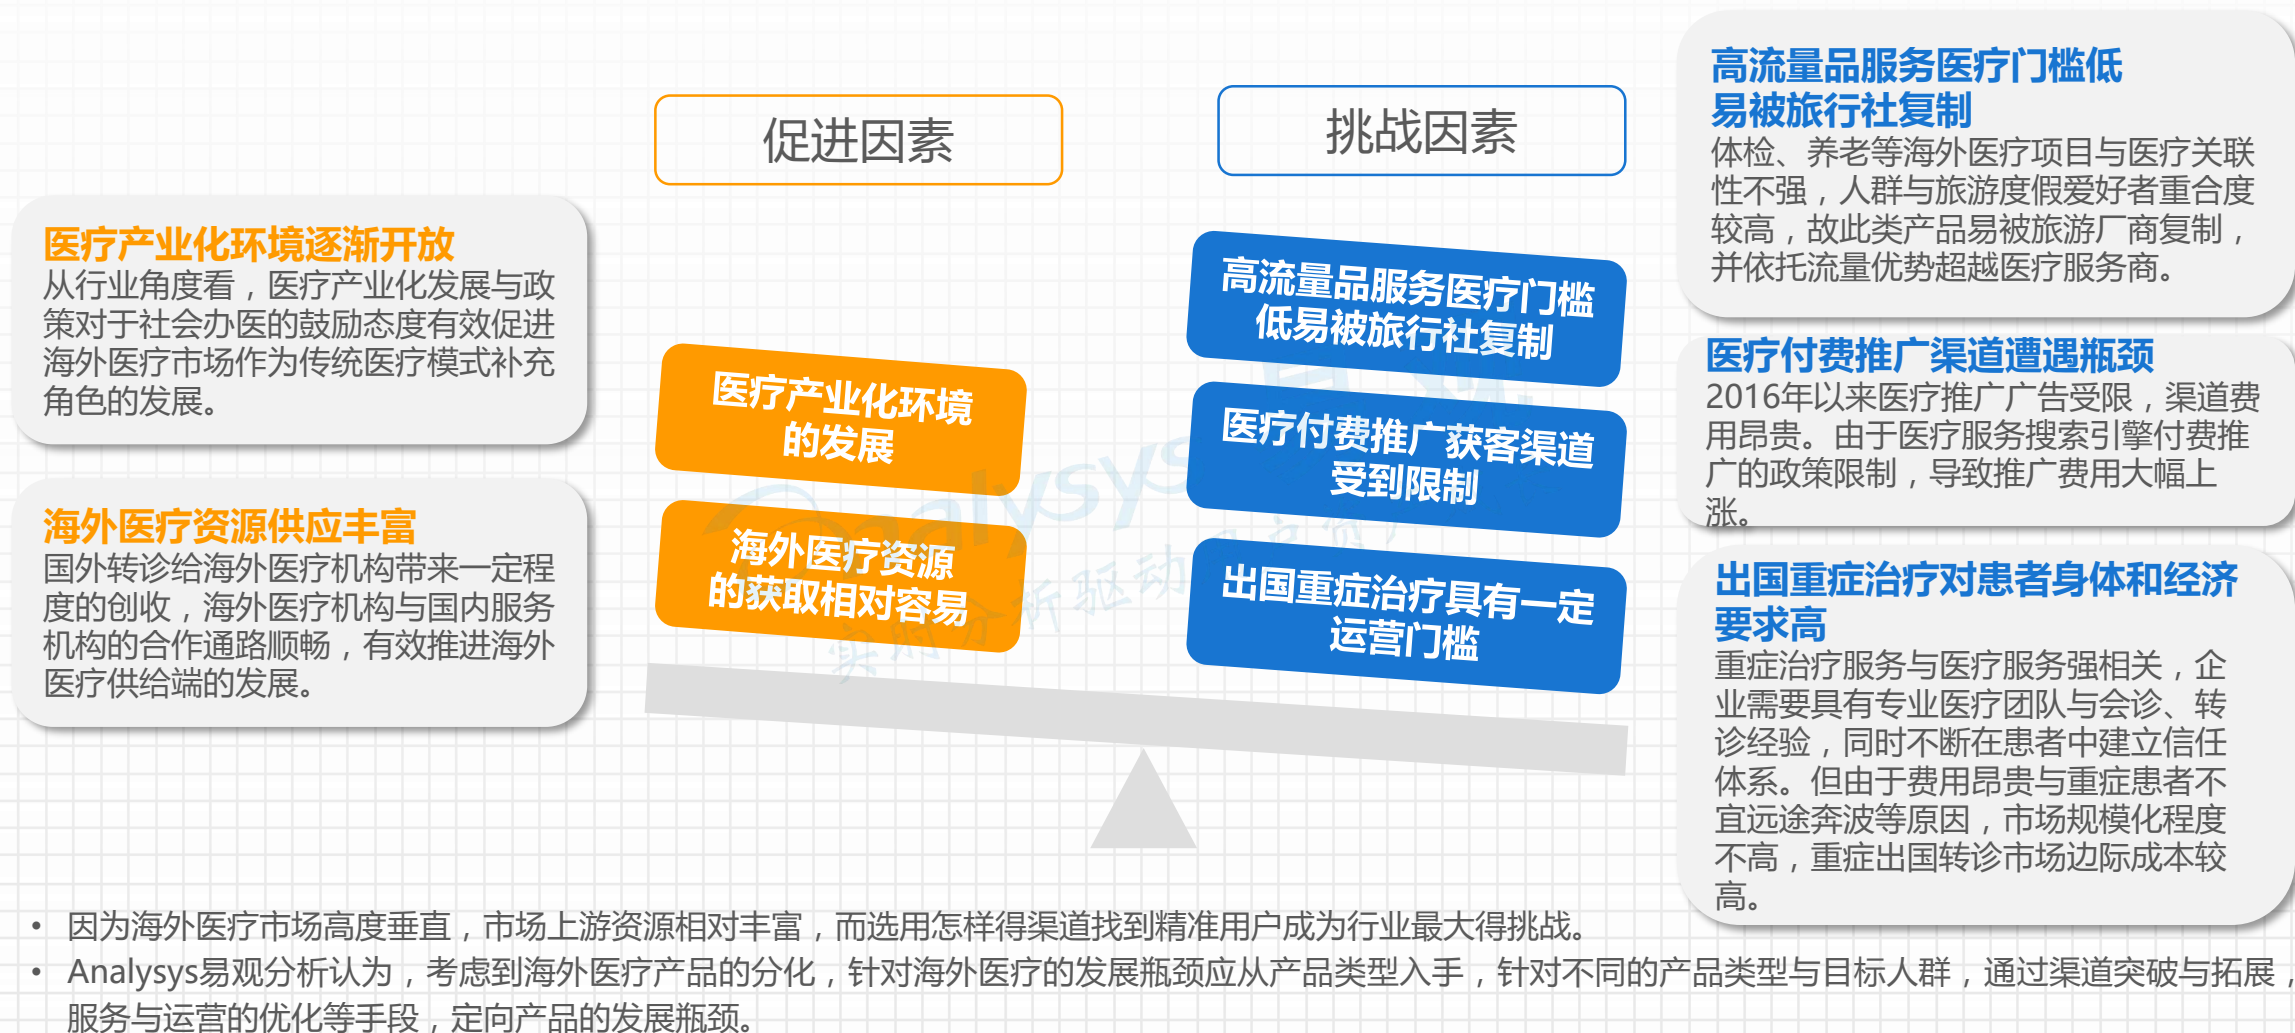 促进因素
挑战因素
医疗产业化环境逐渐开放
从行业角度看，医疗产业化发展与政
策对于社会办医的鼓励态度有效促进
海外医疗市场作为传统医疗模式补充
角色的发展。
海外医疗资源供应丰富
国外转诊给海外医疗机构带来一定程
度的创收，海外医疗机构与国内服务
机构的合作通路顺畅，有效推进海外
医疗供给端的发展。
医疗产业化环境
的发展
海外医疗资源
的获取相对容易
高流量品服务医疗门槛
低易被旅行社复制
医疗付费推广获客渠道
受到限制
出国重症治疗具有一定
运营门槛
高流量品服务医疗门槛低
易被旅行社复制
体检、养老等海外医疗项目与医疗关联
性不强，人群与旅游度假爱好者重合度
较高，故此类产品易被旅游厂商复制，
并依托流量优势超越医疗服务商。
医疗付费推广渠道遭遇瓶颈
2016年以来医疗推广广告受限，渠道费
用昂贵。由于医疗服务搜索引擎付费推
广的政策限制，导致推广费用大幅上
涨。
出国重症治疗对患者身体和经济
要求高
重症治疗服务与医疗服务强相关，企
业需要具有专业医疗团队与会诊、转
诊经验，同时不断在患者中建立信任
体系。但由于费用昂贵与重症患者不
宜远途奔波等原因，市场规模化程度
不高，重症出国转诊市场边际成本较
高。
• 因为海外医疗市场高度垂直，市场上游资源相对丰富，而选用怎样得渠道找到精准用户成为行业最大得挑战。
• Analysys易观分析认为，考虑到海外医疗产品的分化，针对海外医疗的发展瓶颈应从产品类型入手，针对不同的产品类型与目标人群，通过渠道突破与拓展，
服务与运营的优化等手段，定向产品的发展瓶颈。